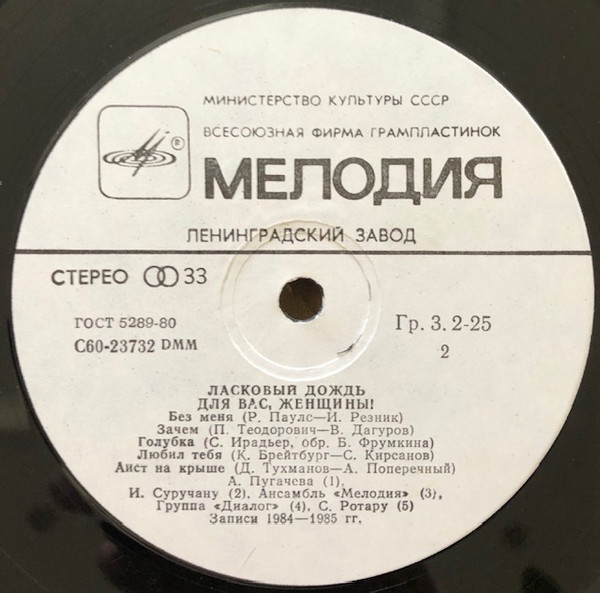 МИНИСТЕРСТВО КУЛЬТУРЫ СССР
ВСЕСОЮЗНАЯ ФИРМА ГРАМПЛАСТИНОК
®
МЕЛОДИЯ
ЛЕНИНГРАДСКИЙ ЗАВОД
СТЕРЕО 33
ГОСТ 5289-80
С60-23732 DMM
Гр. 3. 2-25
2
ЛАСКОВЫЙ ДОЖДЬ
ДЛЯ ВАС, ЖЕНЩИНЫ!
Без меня (Р. Паулс—И. Резник)
Зачем (П. Теодорович—В. Дагуров)
Голубка (С. Ирадьер, обр. Б. Фрумкина)
Любил тебя (К. Брейтбург—С. Кирсанов)
Аист на крыше (Д. Тухманов—А. Поперечный)
А. Пугачева (1),
И. Суручану (2), Ансамбль «Мелодия» (3),
Группа «Диалог» (4), С. Ротару (5)
Записи 1984—1985 гг.